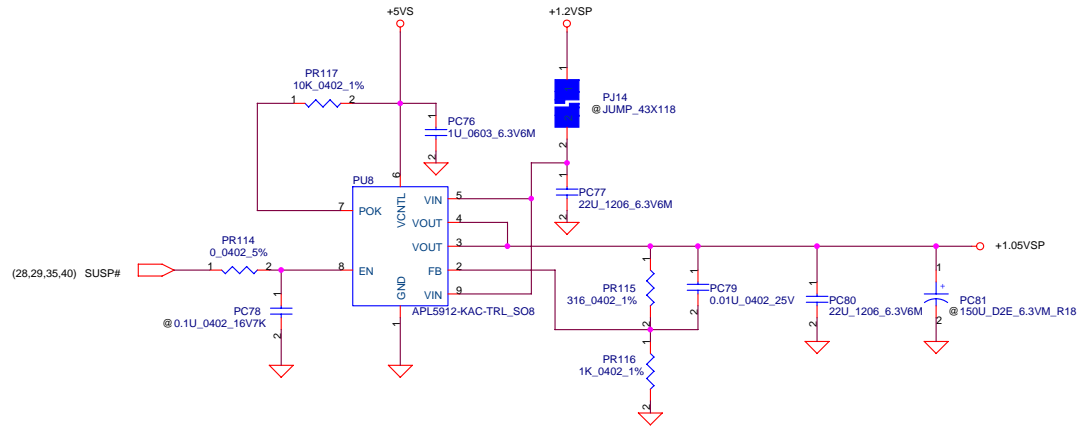 +5VS
+1.2VSP
PR117
10K_0402_1%
1
2
1
PJ14
@JUMP_43X118
1
2
2
PC76
1U_0603_6.3V6M
1
2
PU8
6
5
4
3
2
9
7
8
1
POK
VCNTL
EN
GND
VIN
VOUT
VOUT
FB
VIN
APL5912-KAC-TRL_SO8
PC77
22U_1206_6.3V6M
1
2
(28,29,35,40) SUSP#
PR114
0_0402_5%
1
2
PC78
@0.1U_0402_16V7K
1
2
+1.05VSP
PR115
316_0402_1%
1
2
PC79
0.01U_0402_25V
1
2
PC80
22U_1206_6.3V6M
1
2
+
PC81
@150U_D2E_6.3VM_R18
1
2
PR116
1K_0402_1%
1
2